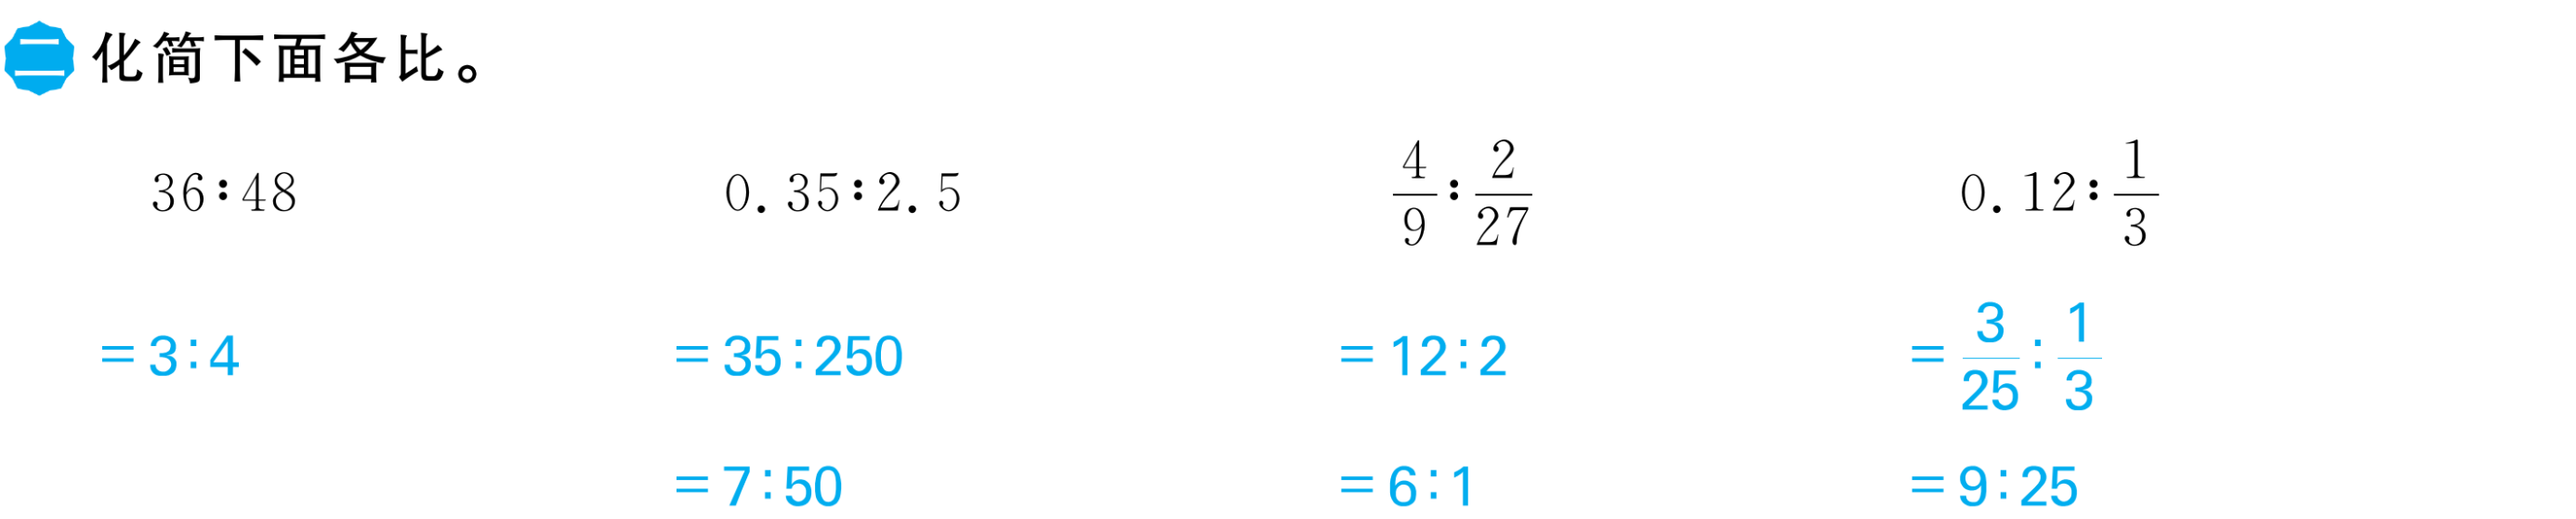 二 化简下面各比。
36∶48 0.35∶2.5 4/9∶2/27 0.12∶1/3
=3∶4 =35∶250 =12∶2 =3/25∶1/3
=7∶50 =6∶1 =9∶25